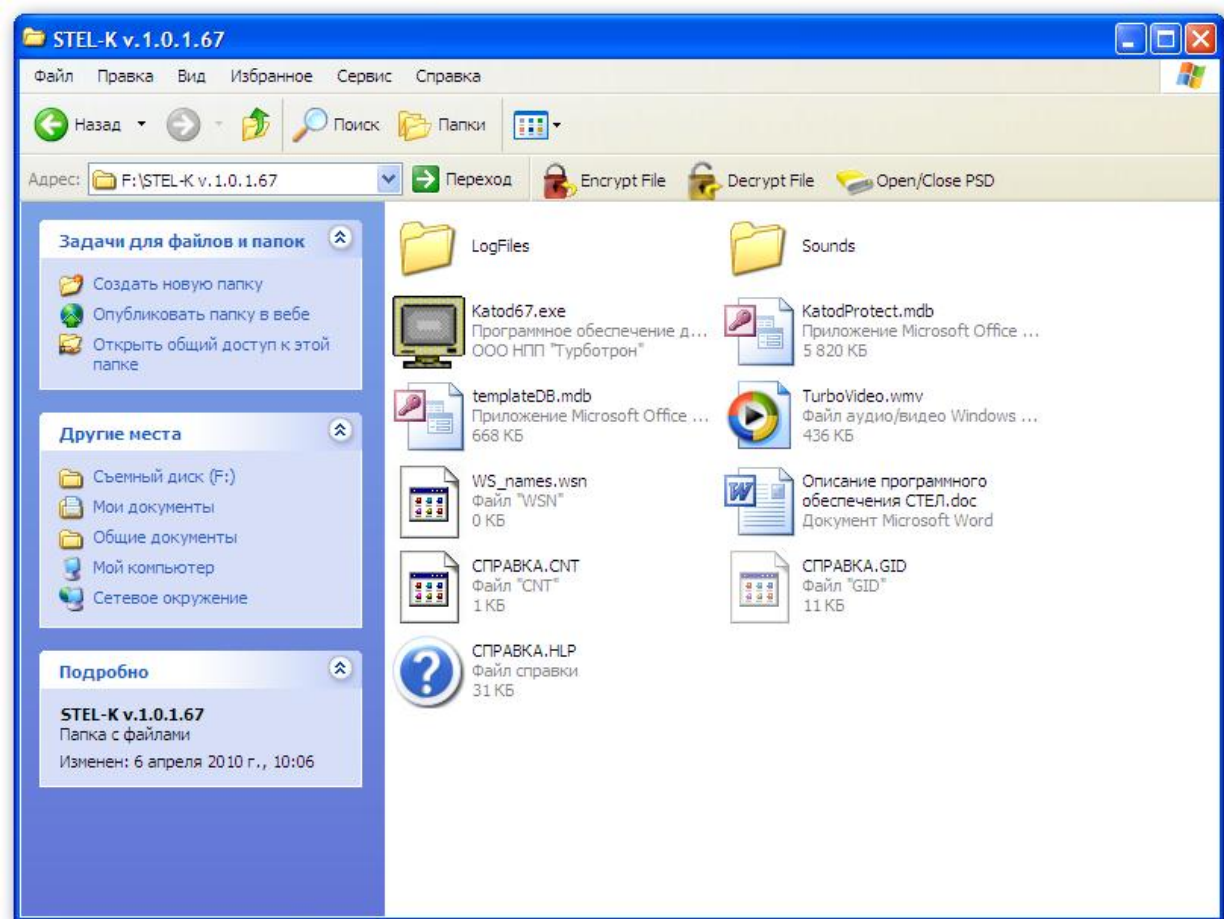 STEL-K v.1.0.1.67
Файл Правка Вид Избранное Сервис Справка
Назад Поиск Папки
Адрес: F:\STEL-K v.1.0.1.67 Переход Encrypt File Decrypt File Open/Close PSD
Задачи для файлов и папок
Создать новую папку
Опубликовать папку в вебе
Открыть общий доступ к этой
папке
Другие места
Съемный диск (F:)
Мои документы
Общие документы
Мой компьютер
Сетевое окружение
Подробно
STEL-K v.1.0.1.67
Папка с файлами
Изменен: 6 апреля 2010 г., 10:06
LogFiles
Sounds
Katod67.exe
Программное обеспечение д...
ООО НПП "Турботрон"
KatodProtect.mdb
Приложение Microsoft Office ...
5 820 КБ
templateDB.mdb
Приложение Microsoft Office ...
668 КБ
TurboVideo.wmv
Файл аудио/видео Windows ...
436 КБ
WS_names.wsn
Файл "WSN"
0 КБ
Описание программного
обеспечения СТЕЛ.doc
Документ Microsoft Word
СПРАВКА.CNT
Файл "CNT"
1 КБ
СПРАВКА.GID
Файл "GID"
11 КБ
СПРАВКА.HLP
Файл справки
31 КБ